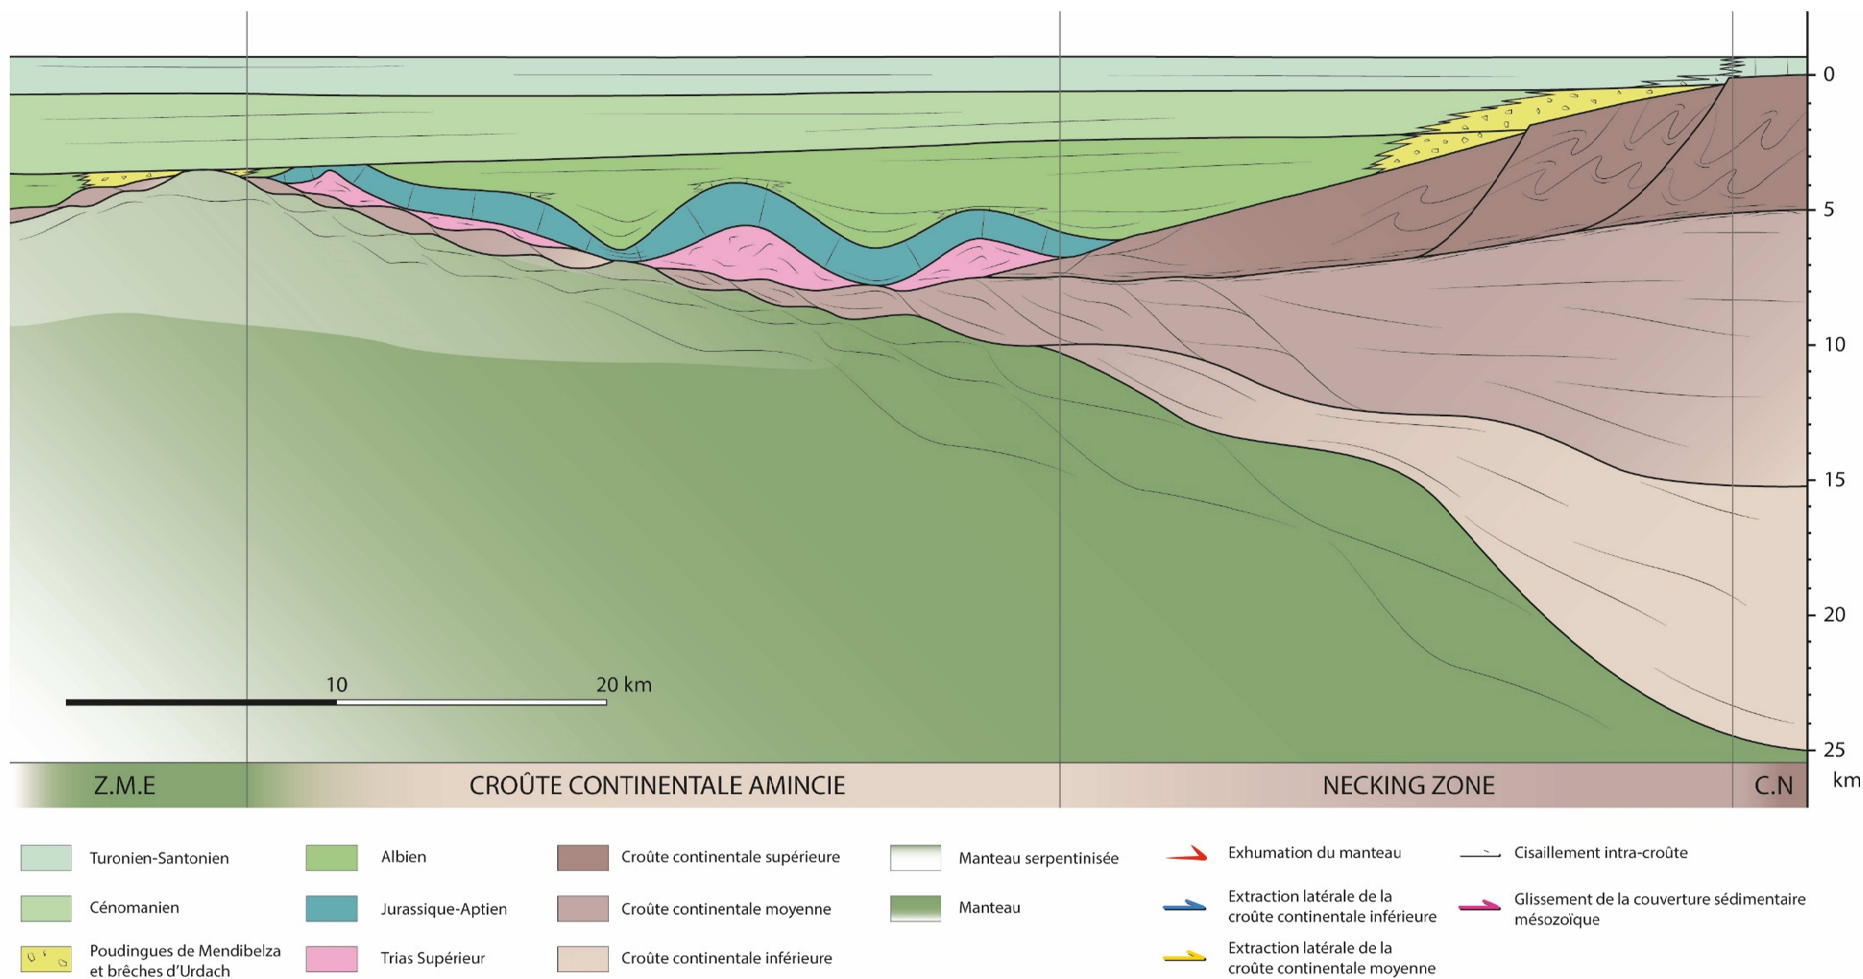 0
5
10
15
20
25
km
10
20 km
Z.M.E
CROÛTE CONTINENTALE AMINCIE
NECKING ZONE
C.N
Turonien-Santonien
Cénomanien
Poudingues de Mendibelza
et brêches d'Urdach
Albien
Jurassique-Aptien
Trias Supérieur
Croûte continentale supérieure
Croûte continentale moyenne
Croûte continentale inférieure
Manteau serpentinisée
Manteau
Exhumation du manteau
Extraction latérale de la
croûte continentale inférieure
Extraction latérale de la
croûte continentale moyenne
Cisaillement intra-croûte
Glissement de la couverture sédimentaire
mésozoïque